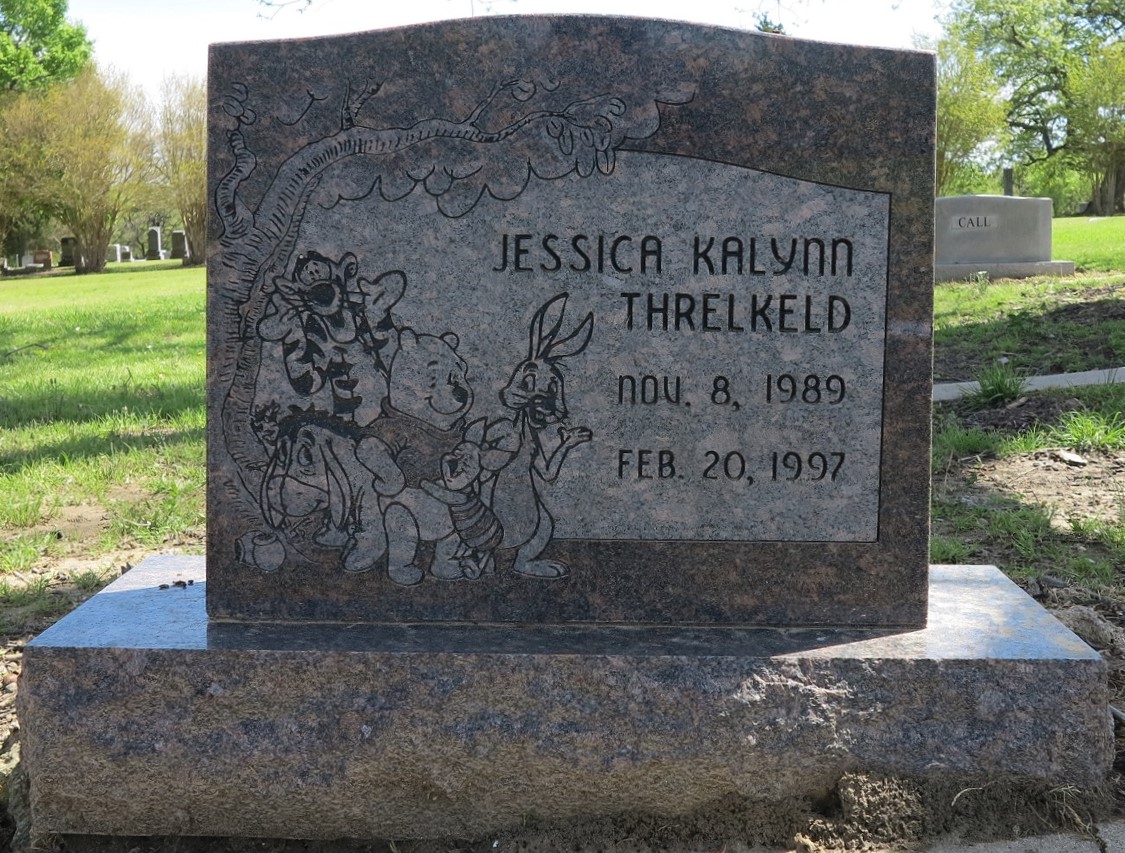 JESSICA KALYNN
THRELKELD
NOV. 8, 1989
FEB. 20, 1997
CALL